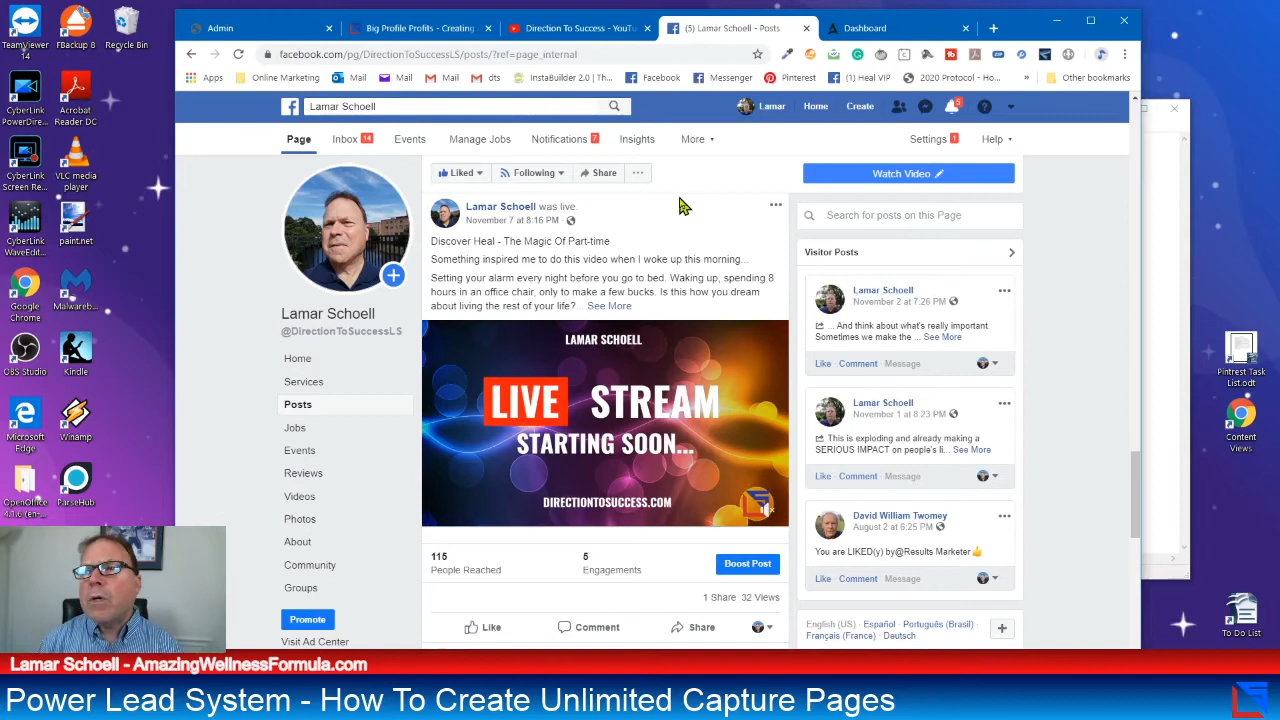 TeamViewer
14
FBackup 8
Recycle Bin
CyberLink
PowerDire...
Acrobat
Reader DC
CyberLink
Screen Re...
VLC media
player
CyberLink
WaveEdit...
paint.net
Google
Chrome
Malwareb...
OBS Studio
Kindle
Microsoft
Edge
Winamp
OpenOffice
4.1.6 (en-...
ParseHub
Admin
Big Profile Profits - Creating
Direction To Success - YouTu
(5) Lamar Schoell - Posts
Dashboard
facebook.com/pg/DirectionToSuccessLS/posts/?ref=page_internal
Apps
Online Marketing
Mail
Mail
Mail
dts
InstaBuilder 2.0 | Th...
Facebook
Messenger
Pinterest
(1) Heal VIP
2020 Protocol - Ho...
»
Other bookmarks
Lamar Schoell
Lamar
Home
Create
5
Page
Inbox 14
Events
Manage Jobs
Notifications 7
Insights
More
Settings 1
Help
Liked
Following
Share
Watch Video
Lamar Schoell
@DirectionToSuccessLS
Home
Services
Posts
Jobs
Events
Reviews
Videos
Photos
About
Community
Groups
Promote
Visit Ad Center
Lamar Schoell was live.
November 7 at 8:16 PM
Discover Heal - The Magic Of Part-time
Something inspired me to do this video when I woke up this morning...
Setting your alarm every night before you go to bed. Waking up, spending 8
hours in an office chair, only to make a few bucks. Is this how you dream
about living the rest of your life?... See More
LAMAR SCHOELL
LIVE STREAM
STARTING SOON...
DIRECTIONTOSUCCESS.COM
115
People Reached
5
Engagements
Boost Post
1 Share 32 Views
Like
Comment
Share
Search for posts on this Page
Visitor Posts
Lamar Schoell
November 2 at 7:26 PM
... And think about what's really important.
Sometimes we make the ... See More
Like · Comment · Message
Lamar Schoell
November 1 at 8:23 PM
This is exploding and already making a
SERIOUS IMPACT on people's li... See More
Like · Comment · Message
David William Twomey
August 2 at 6:25 PM
You are LIKED(y) by@Results Marketer
Like · Comment · Message
English (US) · Español · Português (Brasil) ·
Français (France) · Deutsch
Pintrest Task
List.odt
Content
Views
To Do List
Lamar Schoell - AmazingWellnessFormula.com
Power Lead System - How To Create Unlimited Capture Pages